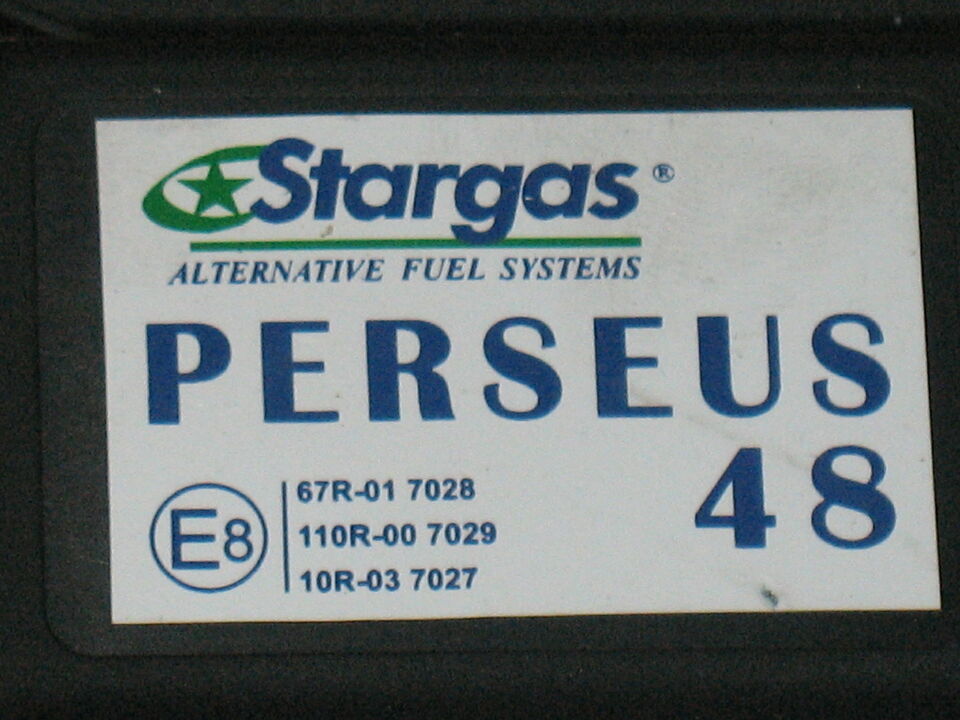 Stargas®
ALTERNATIVE FUEL SYSTEMS
PERSEUS
48
E8
67R-01 7028
110R-00 7029
10R-03 7027